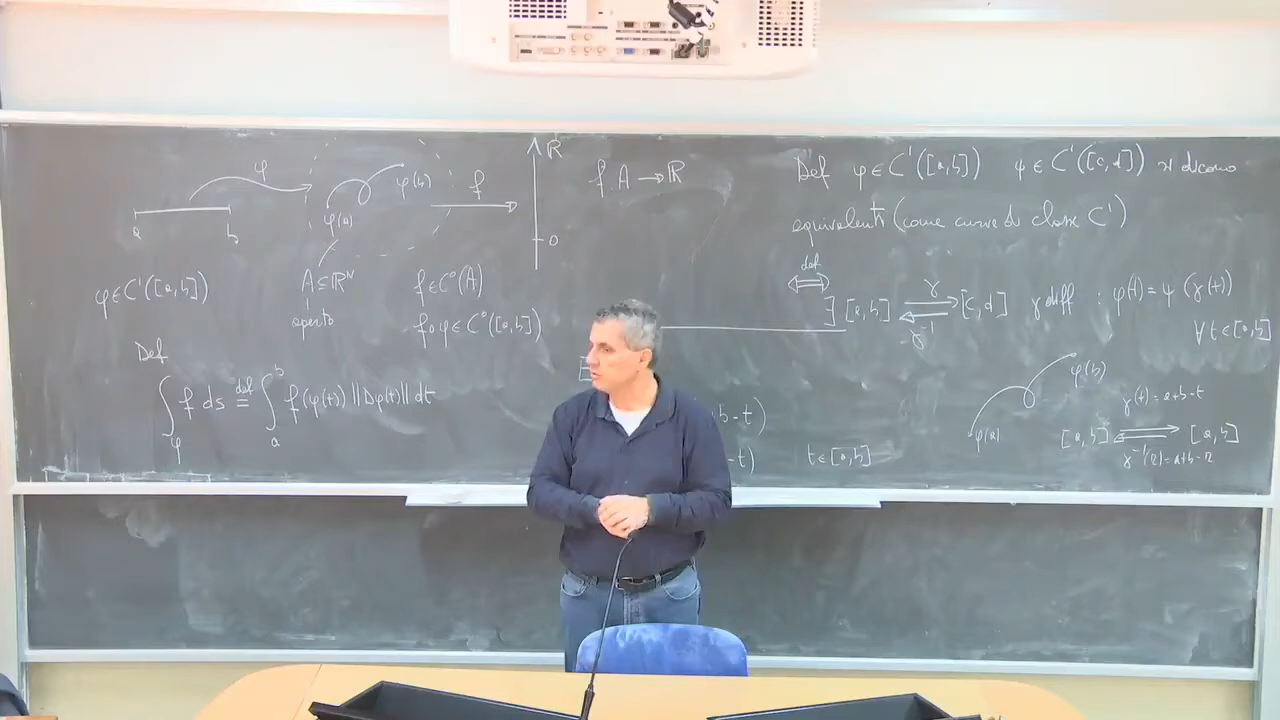 φ
a
b
φ(a)
φ(b)
f
ℝ
0
φ∈C¹([a,b])
A⊆ℝᴺ
aperto
f∈C⁰(A)
f∘φ∈C⁰([a,b])
Def
∫_φ f ds ≝ ∫_a^b f(φ(t)) ||Dφ(t)|| dt
f: A→ℝ
b-t)
-t)
t∈[a,b]
Def φ∈C¹([a,b]) ψ∈C¹([c,d]) si dicono
equivalenti (come curve di classe C¹)
def
⟺
∃ [a,b] ⇄ [c,d] γ diff : φ(t) = ψ(γ(t))
γ
γ⁻¹
∀ t∈[a,b]
φ(a)
φ(b)
γ(t) = a+b-t
[a,b] ⇄ [a,b]
γ⁻¹(r) = a+b-r